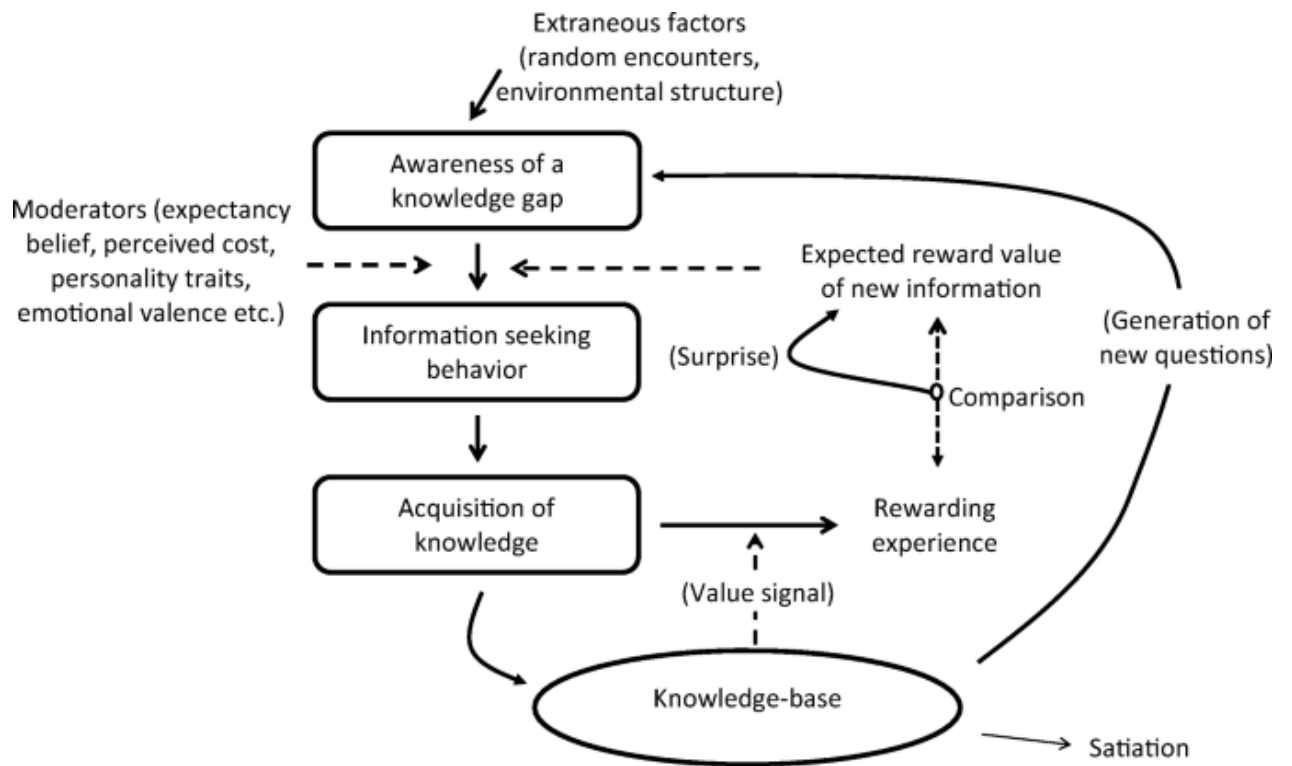 Extraneous factors
(random encounters,
environmental structure)
Awareness of a
knowledge gap
Moderators (expectancy
belief, perceived cost,
personality traits,
emotional valence etc.)
Expected reward value
of new information
(Generation of
new questions)
Information seeking
behavior
(Surprise)
Comparison
Acquisition of
knowledge
Rewarding
experience
(Value signal)
Knowledge-base
Satiation